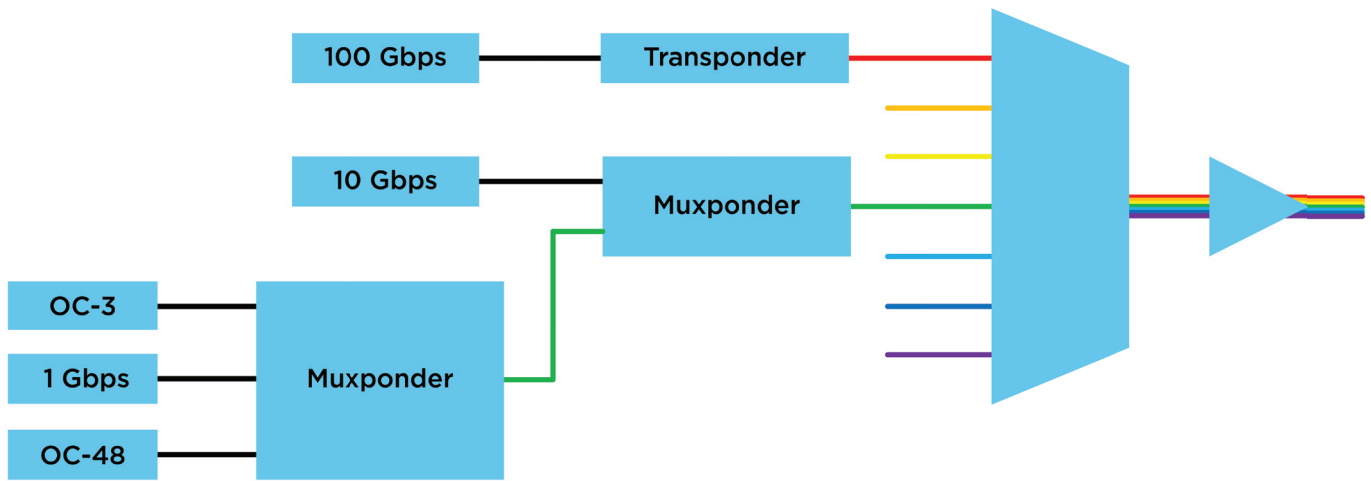 100 Gbps
Transponder
10 Gbps
Muxponder
OC-3
1 Gbps
Muxponder
OC-48